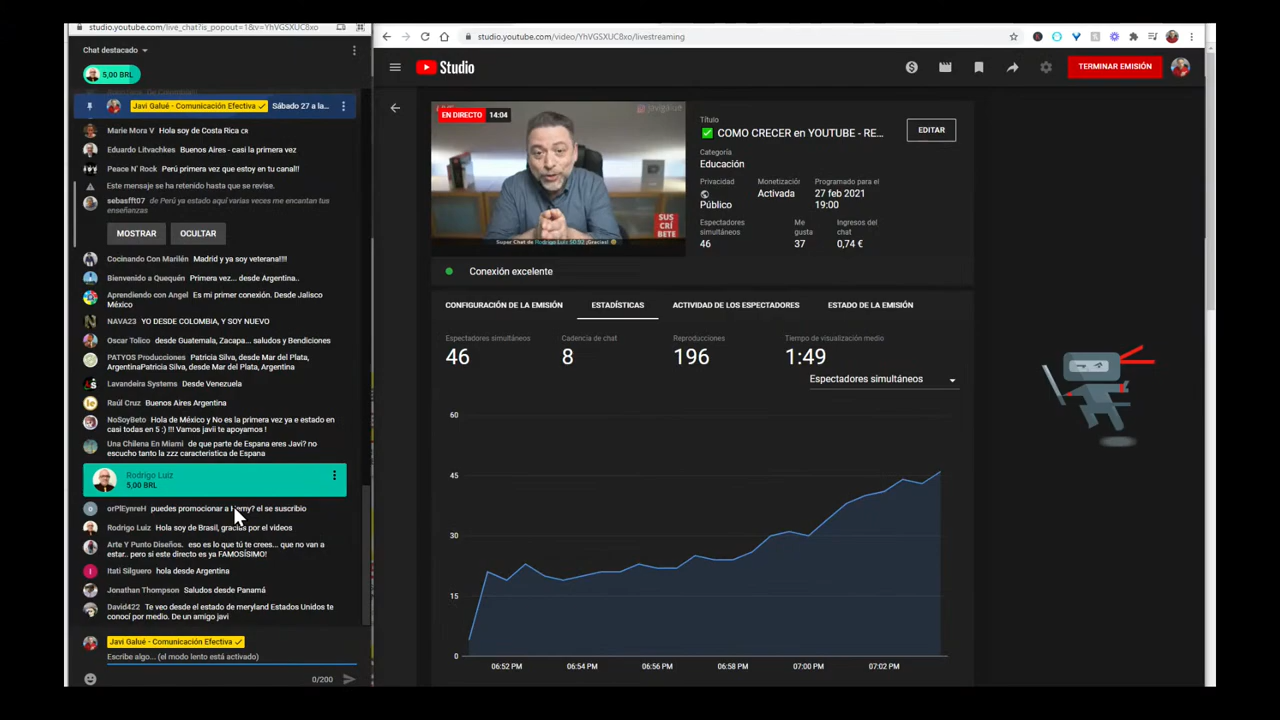 studio.youtube.com/live_chat?is_popout=1&v=YhVGSXUC8xo
Chat destacado
5,00 BRL
Javi Galué - Comunicación Efectiva ✓ Sábado 27 a la...
Marie Mora V Hola soy de Costa Rica CR
Eduardo Litvachkes Buenos Aires - casi la primera vez
Peace N' Rock Perú primera vez que estoy en tu canal!!
Este mensaje se ha retenido hasta que se revise.
sebasfft07 de Perú ya estado aquí varias veces me encantan tus
enseñanzas
MOSTRAR OCULTAR
Cocinando Con Marilén Madrid y ya soy veterana!!!!
Bienvenido a Quequén Primera vez... desde Argentina..
Aprendiendo con Angel Es mi primer conexión. Desde Jalisco
México
NAVA23 YO DESDE COLOMBIA, Y SOY NUEVO
Oscar Tolico desde Guatemala, Zacapa... saludos y Bendiciones
PATYOS Producciones Patricia Silva, desde Mar del Plata,
ArgentinaPatricia Silva, desde Mar del Plata, Argentina
Lavandeira Systems Desde Venezuela
Raúl Cruz Buenos Aires Argentina
NoSoyBeto Hola de México y No es la primera vez ya e estado en
casi todas en 5 :) !!! Vamos javii te apoyamos !
Una Chilena En Miami de que parte de Espana eres Javi? no
escucho tanto la zzz caracteristica de Espana
Rodrigo Luiz
5,00 BRL
orPlEynreH puedes promocionar a Hemy? el se suscribio
Rodrigo Luiz Hola soy de Brasil, gracias por el vídeos
Arte Y Punto Diseños. eso es lo que tú te crees... que no van a
estar.. pero si este directo es ya FAMOSÍSIMO!
Itati Silguero hola desde Argentina
Jonathan Thompson Saludos desde Panamá
David422 Te veo desde el estado de meryland Estados Unidos te
conocí por medio. De un amigo javi
Javi Galué - Comunicación Efectiva ✓
Escribe algo... (el modo lento está activado)
0/200
studio.youtube.com/video/YhVGSXUC8xo/livestreaming
Studio
TERMINAR EMISIÓN
EN DIRECTO 14:04
javigalue
SUS
CRÍ
BETE
Super Chat de Rodrigo Luiz $0.92 ¡Gracias!
Título
✅ COMO CRECER en YOUTUBE - RE...
EDITAR
Categoría
Educación
Privacidad Monetización Programado para el
Público Activada 27 feb 2021
19:00
Espectadores Me Ingresos del
simultáneos gusta chat
46 37 0,74 €
Conexión excelente
CONFIGURACIÓN DE LA EMISIÓN ESTADÍSTICAS ACTIVIDAD DE LOS ESPECTADORES ESTADO DE LA EMISIÓN
Espectadores simultáneos Cadencia de chat Reproducciones Tiempo de visualización medio
46 8 196 1:49
Espectadores simultáneos
60
45
30
15
0
06:52 PM 06:54 PM 06:56 PM 06:58 PM 07:00 PM 07:02 PM